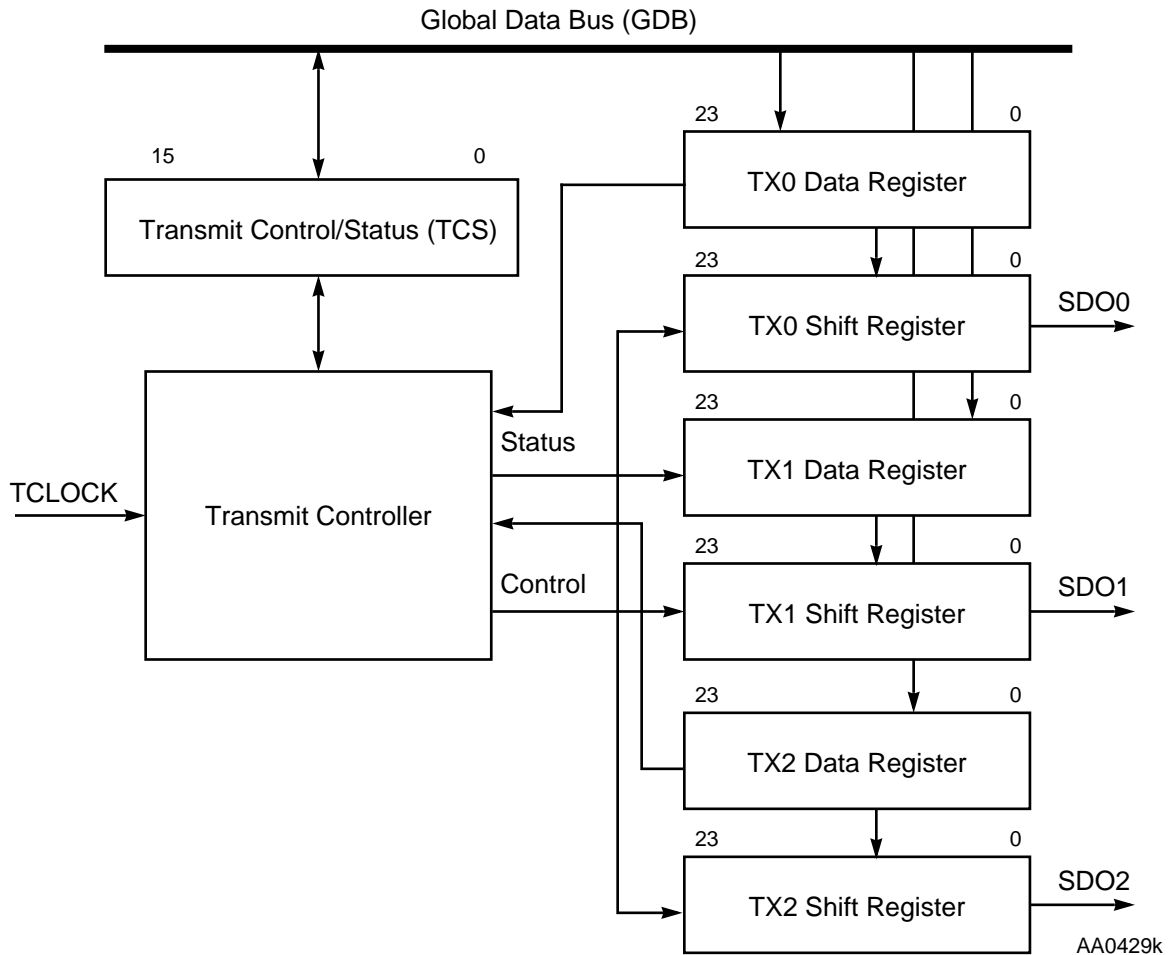 Global Data Bus (GDB)
23 0
TX0 Data Register
15 0
Transmit Control/Status (TCS)
23 0
TX0 Shift Register
SDO0
23 0
TX1 Data Register
Status
TCLOCK
Transmit Controller
23 0
Control
TX1 Shift Register
SDO1
23 0
TX2 Data Register
23 0
TX2 Shift Register
SDO2
AA0429k